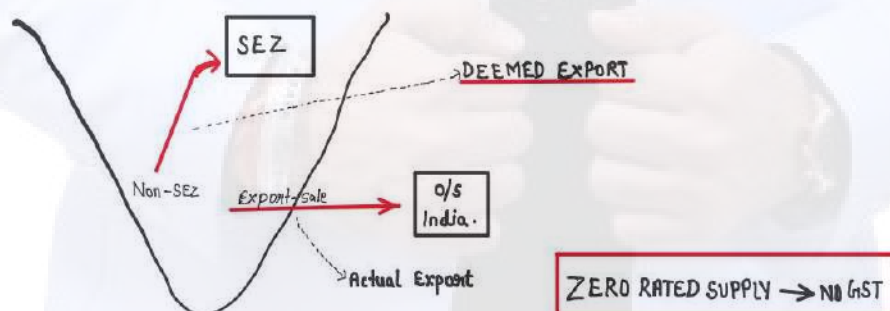 SEZ
DEEMED EXPORT
Non-SEZ
Export-sale
O/S
India.
Actual Export
ZERO RATED SUPPLY → NO GST